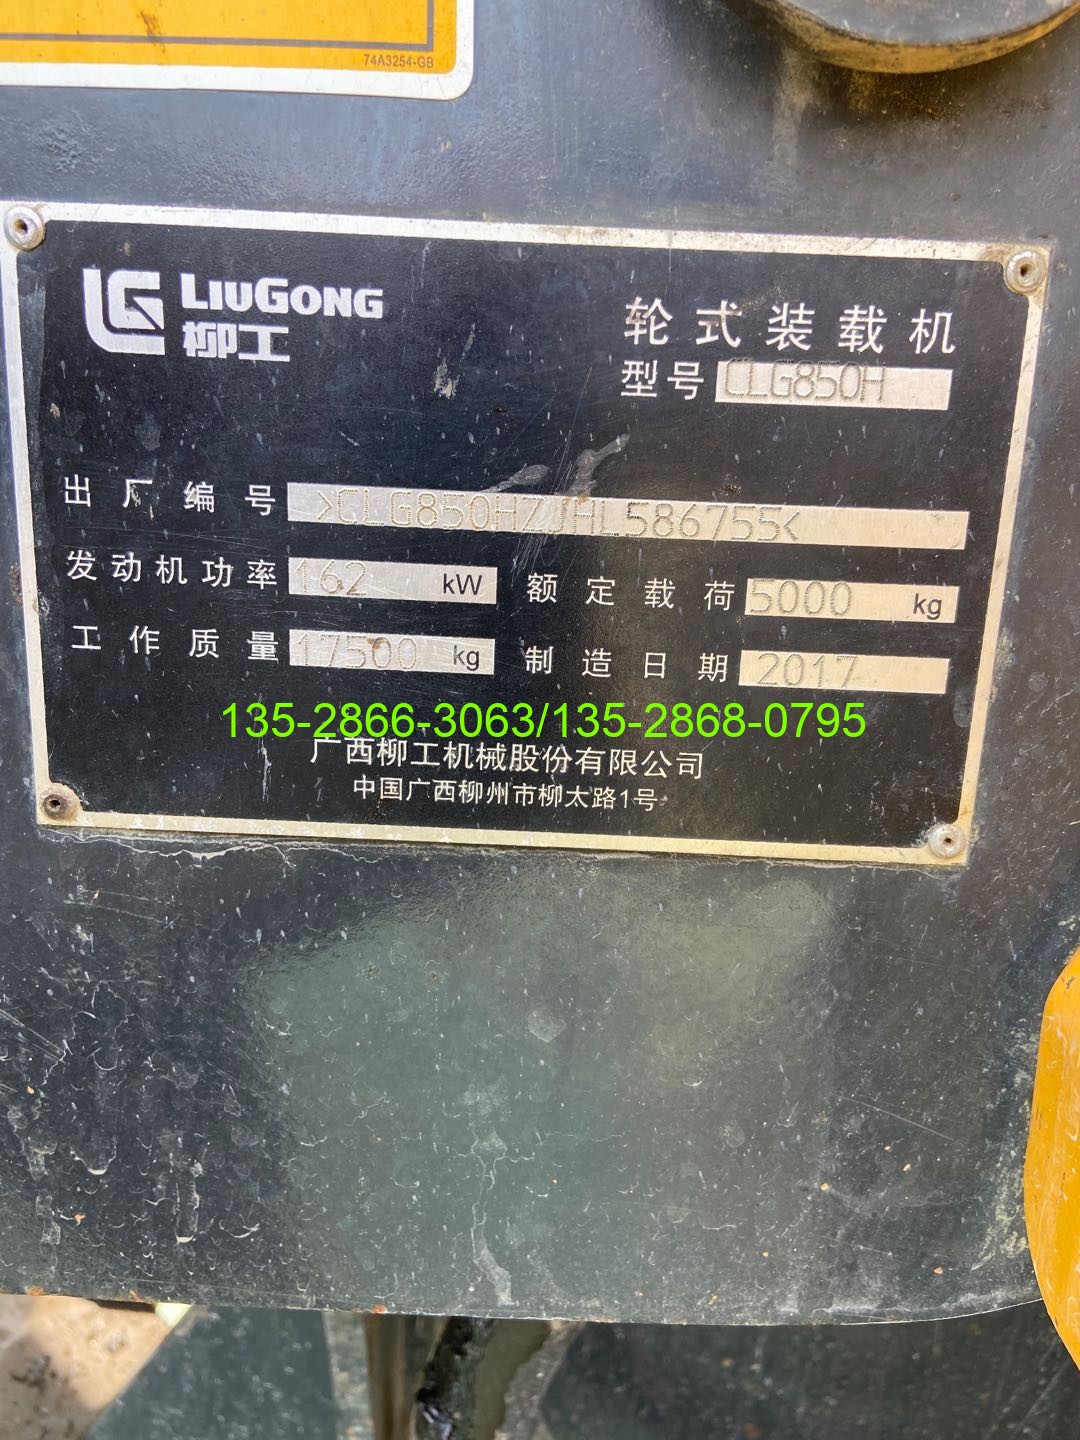 74A3254-GB
LG LIUGONG
柳工
轮式装载机
型号 CLG850H
出厂编号 >CLG850HZJHL586755<
发动机功率 162 kW 额定载荷 5000 kg
工作质量 17500 kg 制造日期 2017
135-2866-3063/135-2868-0795
广西柳工机械股份有限公司
中国广西柳州市柳太路1号